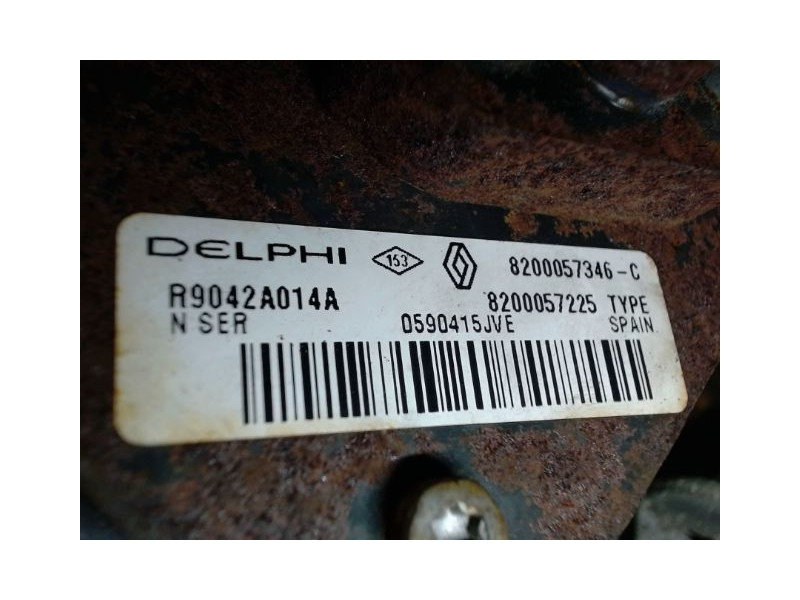 DELPHI 153 8200057346-C
R9042A014A 8200057225 TYPE
N SER 0590415JVE SPAIN